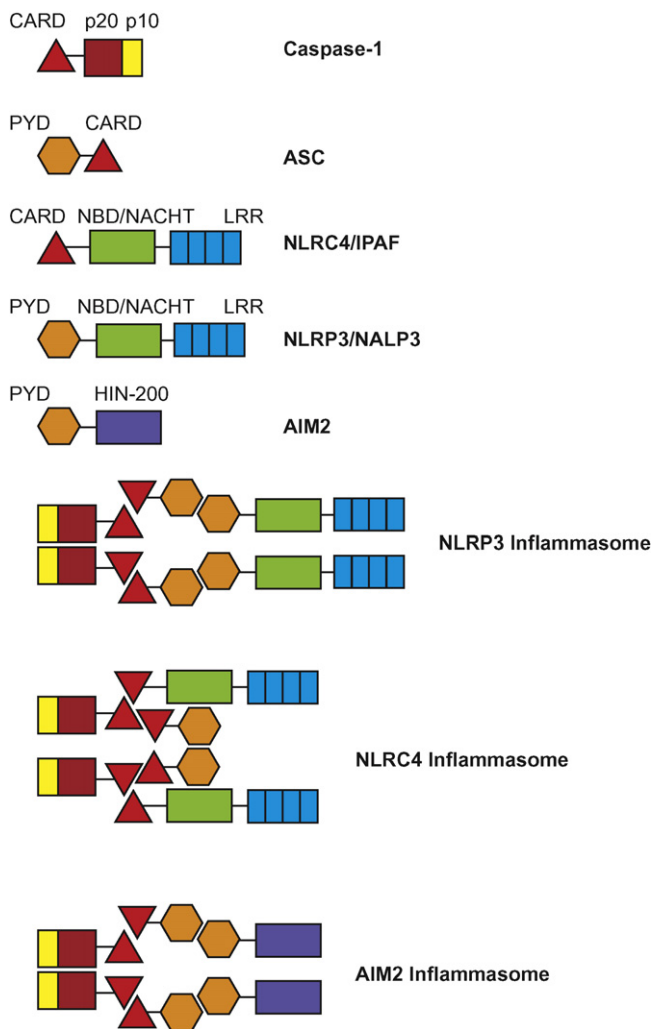 CARD p20 p10
Caspase-1
PYD CARD
ASC
CARD NBD/NACHT LRR
NLRC4/IPAF
PYD NBD/NACHT LRR
NLRP3/NALP3
PYD HIN-200
AIM2
NLRP3 Inflammasome
NLRC4 Inflammasome
AIM2 Inflammasome